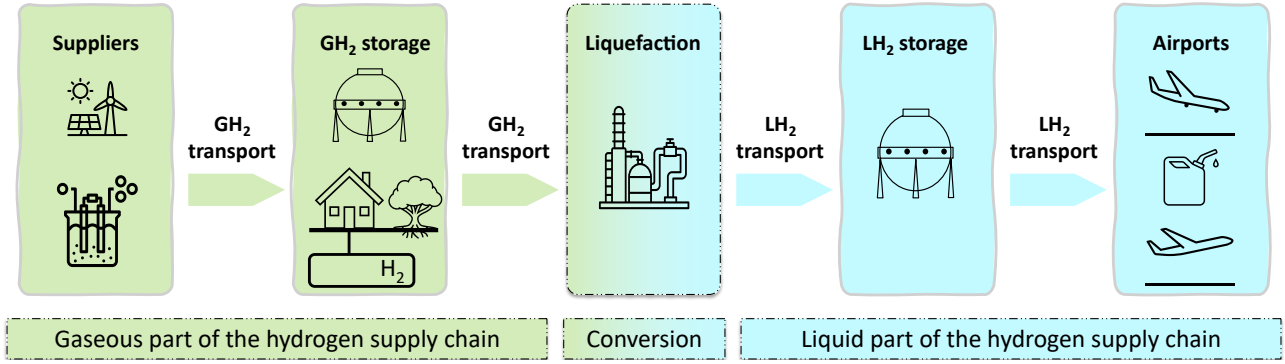 Suppliers
GH₂ storage
Liquefaction
LH₂ storage
Airports
GH₂
transport
GH₂
transport
LH₂
transport
LH₂
transport
H₂
Gaseous part of the hydrogen supply chain
Conversion
Liquid part of the hydrogen supply chain